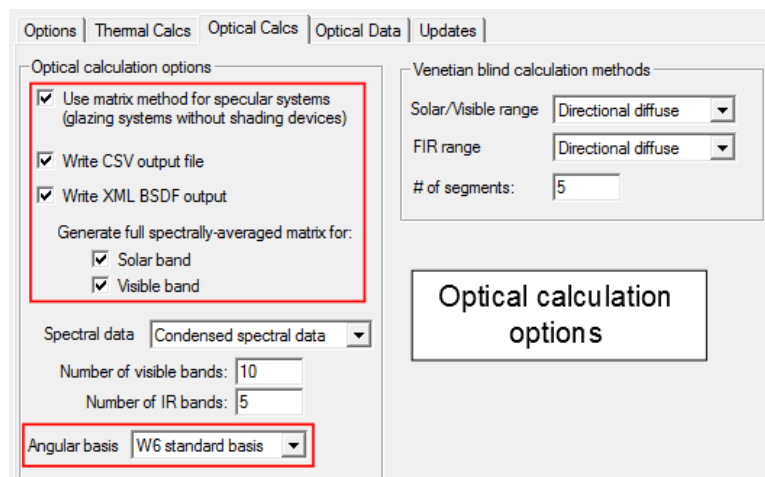 Options Thermal Calcs Optical Calcs Optical Data Updates
Optical calculation options
Use matrix method for specular systems
(glazing systems without shading devices)
Write CSV output file
Write XML BSDF output
Generate full spectrally-averaged matrix for:
Solar band
Visible band
Spectral data Condensed spectral data
Number of visible bands: 10
Number of IR bands: 5
Angular basis W6 standard basis
Venetian blind calculation methods
Solar/Visible range Directional diffuse
FIR range Directional diffuse
# of segments: 5
Optical calculation
options